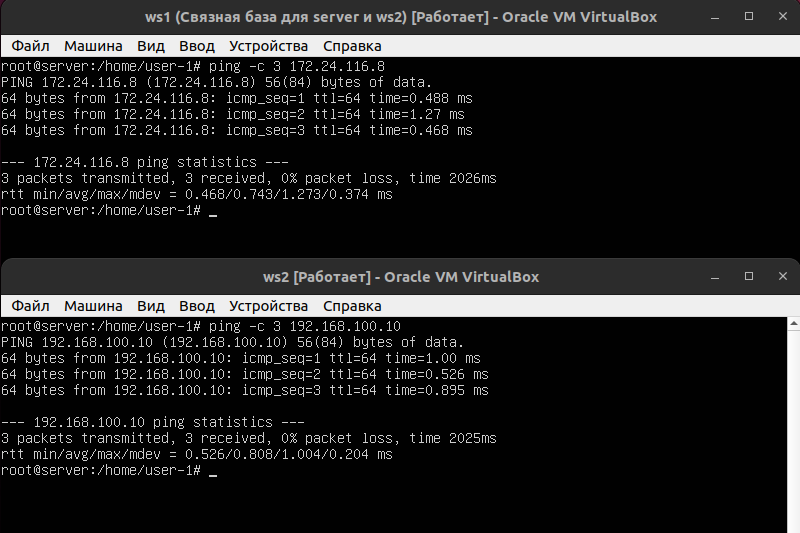 ws1 (Связная база для server и ws2) [Работает] - Oracle VM VirtualBox
Файл Машина Вид Ввод Устройства Справка
root@server:/home/user-1# ping -c 3 172.24.116.8
PING 172.24.116.8 (172.24.116.8) 56(84) bytes of data.
64 bytes from 172.24.116.8: icmp_seq=1 ttl=64 time=0.488 ms
64 bytes from 172.24.116.8: icmp_seq=2 ttl=64 time=1.27 ms
64 bytes from 172.24.116.8: icmp_seq=3 ttl=64 time=0.468 ms
--- 172.24.116.8 ping statistics ---
3 packets transmitted, 3 received, 0% packet loss, time 2026ms
rtt min/avg/max/mdev = 0.468/0.743/1.273/0.374 ms
root@server:/home/user-1# _
ws2 [Работает] - Oracle VM VirtualBox
Файл Машина Вид Ввод Устройства Справка
root@server:/home/user-1# ping -c 3 192.168.100.10
PING 192.168.100.10 (192.168.100.10) 56(84) bytes of data.
64 bytes from 192.168.100.10: icmp_seq=1 ttl=64 time=1.00 ms
64 bytes from 192.168.100.10: icmp_seq=2 ttl=64 time=0.526 ms
64 bytes from 192.168.100.10: icmp_seq=3 ttl=64 time=0.895 ms
--- 192.168.100.10 ping statistics ---
3 packets transmitted, 3 received, 0% packet loss, time 2025ms
rtt min/avg/max/mdev = 0.526/0.808/1.004/0.204 ms
root@server:/home/user-1# _